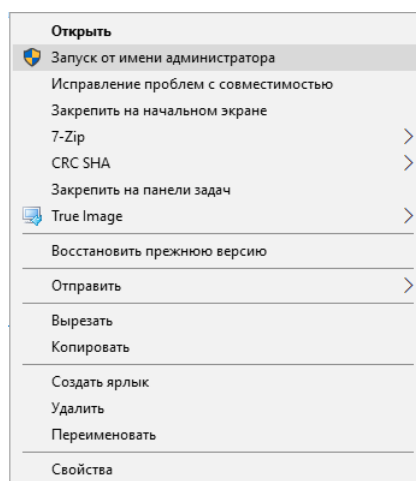 Открыть
Запуск от имени администратора
Исправление проблем с совместимостью
Закрепить на начальном экране
7-Zip
CRC SHA
Закрепить на панели задач
True Image
Восстановить прежнюю версию
Отправить
Вырезать
Копировать
Создать ярлык
Удалить
Переименовать
Свойства